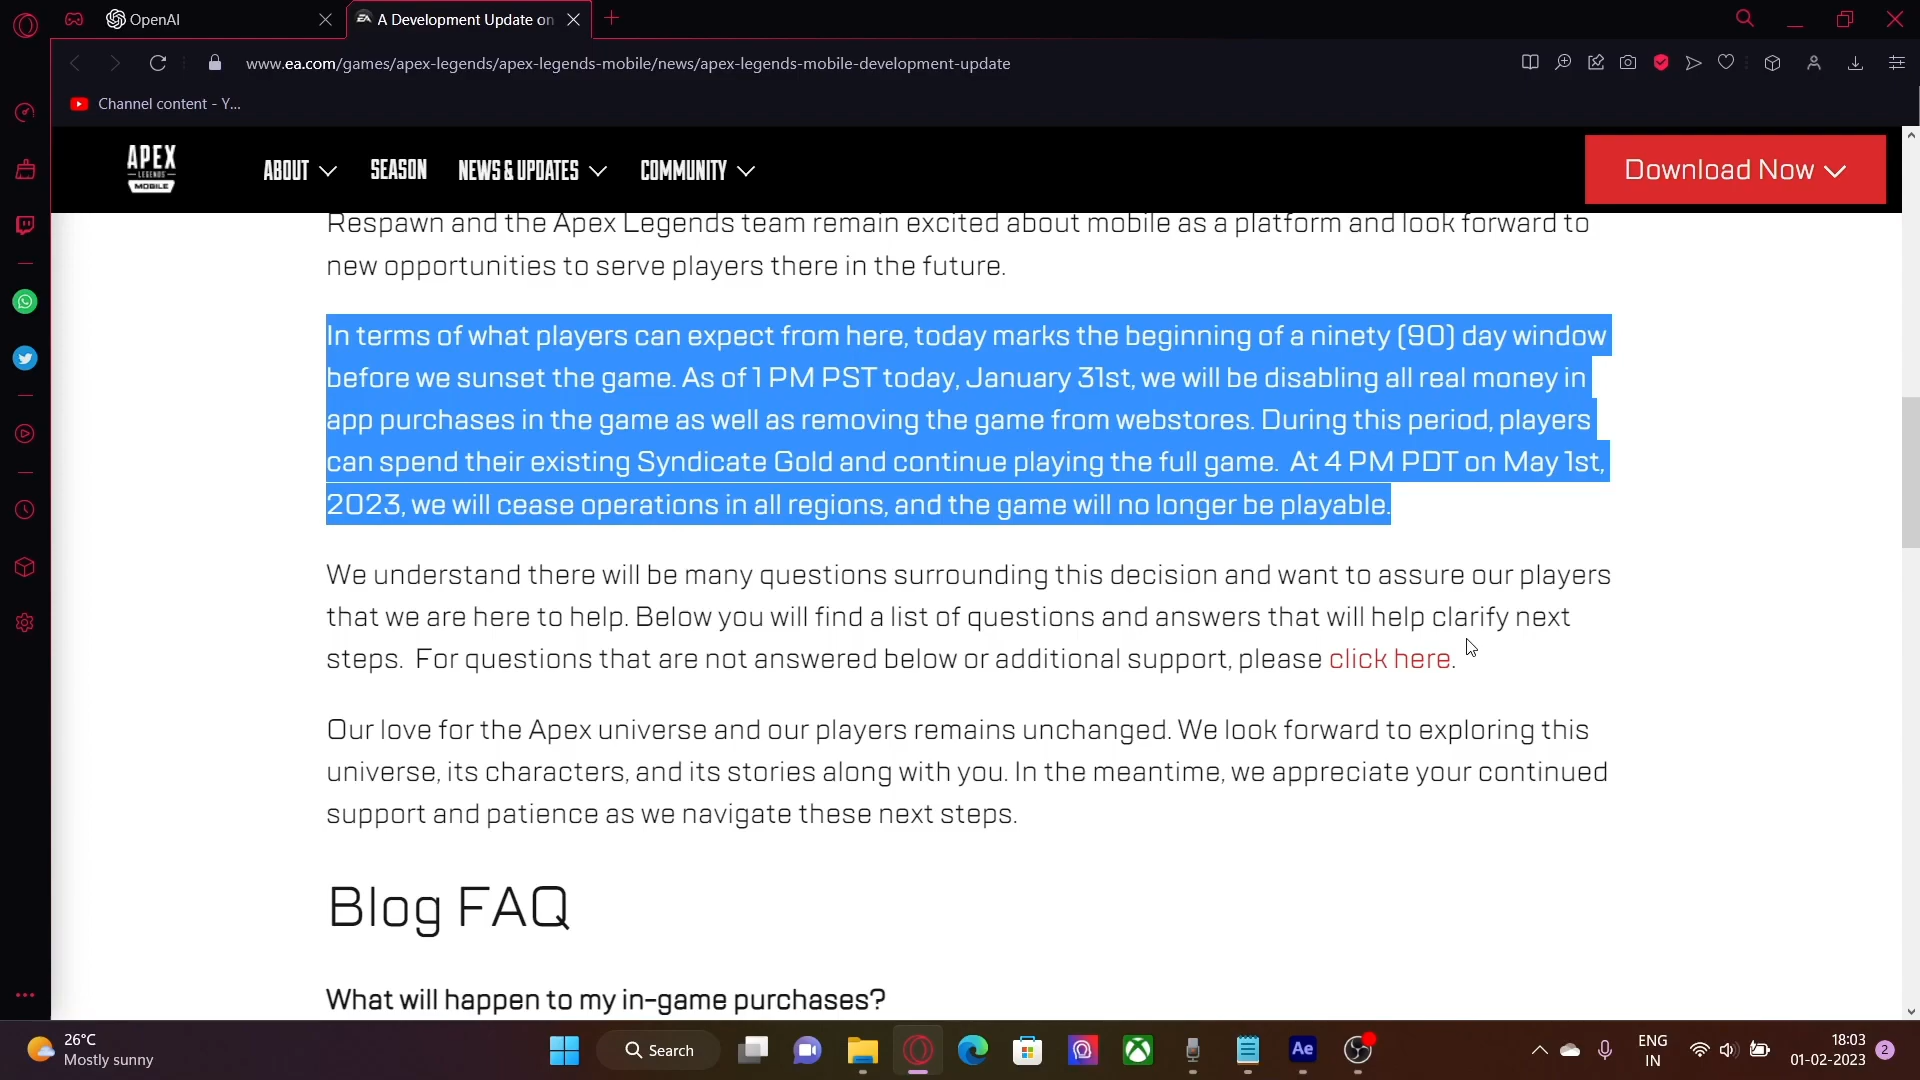 OpenAI
A Development Update on
www.ea.com/games/apex-legends/apex-legends-mobile/news/apex-legends-mobile-development-update
Channel content - Y...
APEX
LEGENDS
MOBILE
ABOUT
SEASON
NEWS & UPDATES
COMMUNITY
Download Now
Respawn and the Apex Legends team remain excited about mobile as a platform and look forward to
new opportunities to serve players there in the future.
In terms of what players can expect from here, today marks the beginning of a ninety (90) day window
before we sunset the game. As of 1 PM PST today, January 31st, we will be disabling all real money in
app purchases in the game as well as removing the game from webstores. During this period, players
can spend their existing Syndicate Gold and continue playing the full game.  At 4 PM PDT on May 1st,
2023, we will cease operations in all regions, and the game will no longer be playable.
We understand there will be many questions surrounding this decision and want to assure our players
that we are here to help. Below you will find a list of questions and answers that will help clarify next
steps.  For questions that are not answered below or additional support, please click here.
Our love for the Apex universe and our players remains unchanged. We look forward to exploring this
universe, its characters, and its stories along with you. In the meantime, we appreciate your continued
support and patience as we navigate these next steps.
Blog FAQ
What will happen to my in-game purchases?
26°C
Mostly sunny
Search
Ae
ENG
IN
18:03
01-02-2023
2